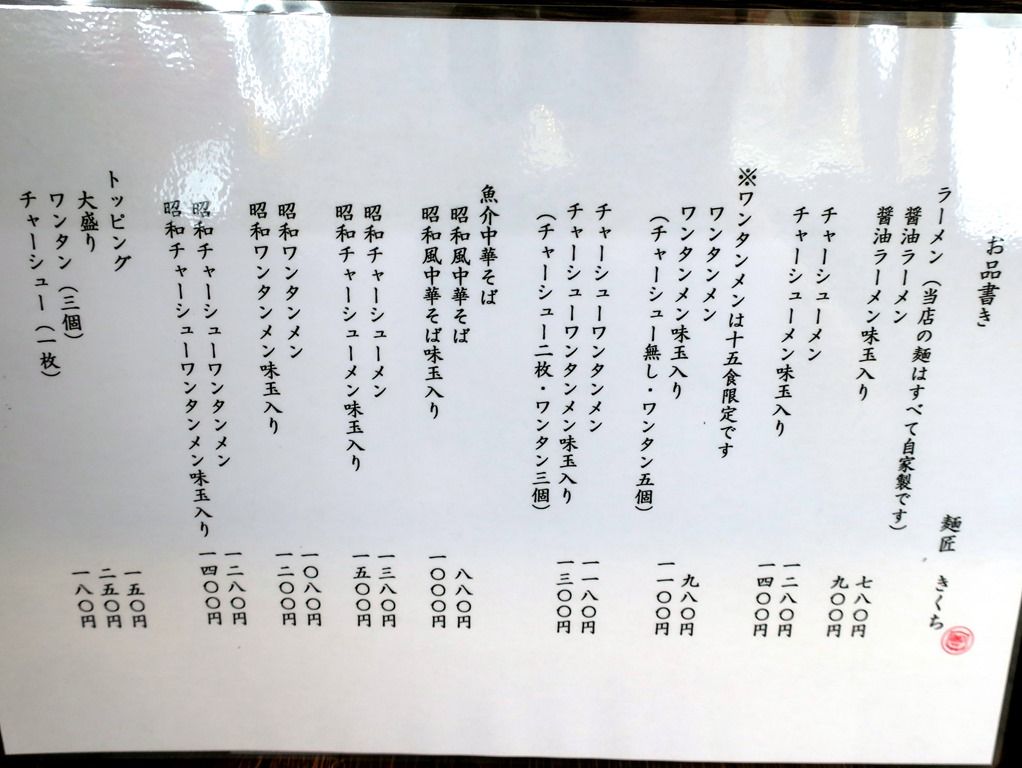 お品書き
麺匠 きくち
ラーメン（当店の麺はすべて自家製です）
醤油ラーメン 七八〇円
醤油ラーメン味玉入り 九〇〇円
チャーシューメン 一二八〇円
チャーシューメン味玉入り 一四〇〇円
※ワンタンメンは十五食限定です
ワンタンメン 九八〇円
ワンタンメン味玉入り 一一〇〇円
（チャーシュー無し・ワンタン五個）
チャーシューワンタンメン 一一八〇円
チャーシューワンタンメン味玉入り 一三〇〇円
（チャーシュー二枚・ワンタン三個）
魚介中華そば
昭和風中華そば 八八〇円
昭和風中華そば味玉入り 一〇〇〇円
昭和チャーシューメン 一三八〇円
昭和チャーシューメン味玉入り 一五〇〇円
昭和ワンタンメン 一〇八〇円
昭和ワンタンメン味玉入り 一二〇〇円
昭和チャーシューワンタンメン 一二八〇円
昭和チャーシューワンタンメン味玉入り 一四〇〇円
トッピング
大盛り 一五〇円
ワンタン（三個） 二五〇円
チャーシュー（一枚） 一八〇円